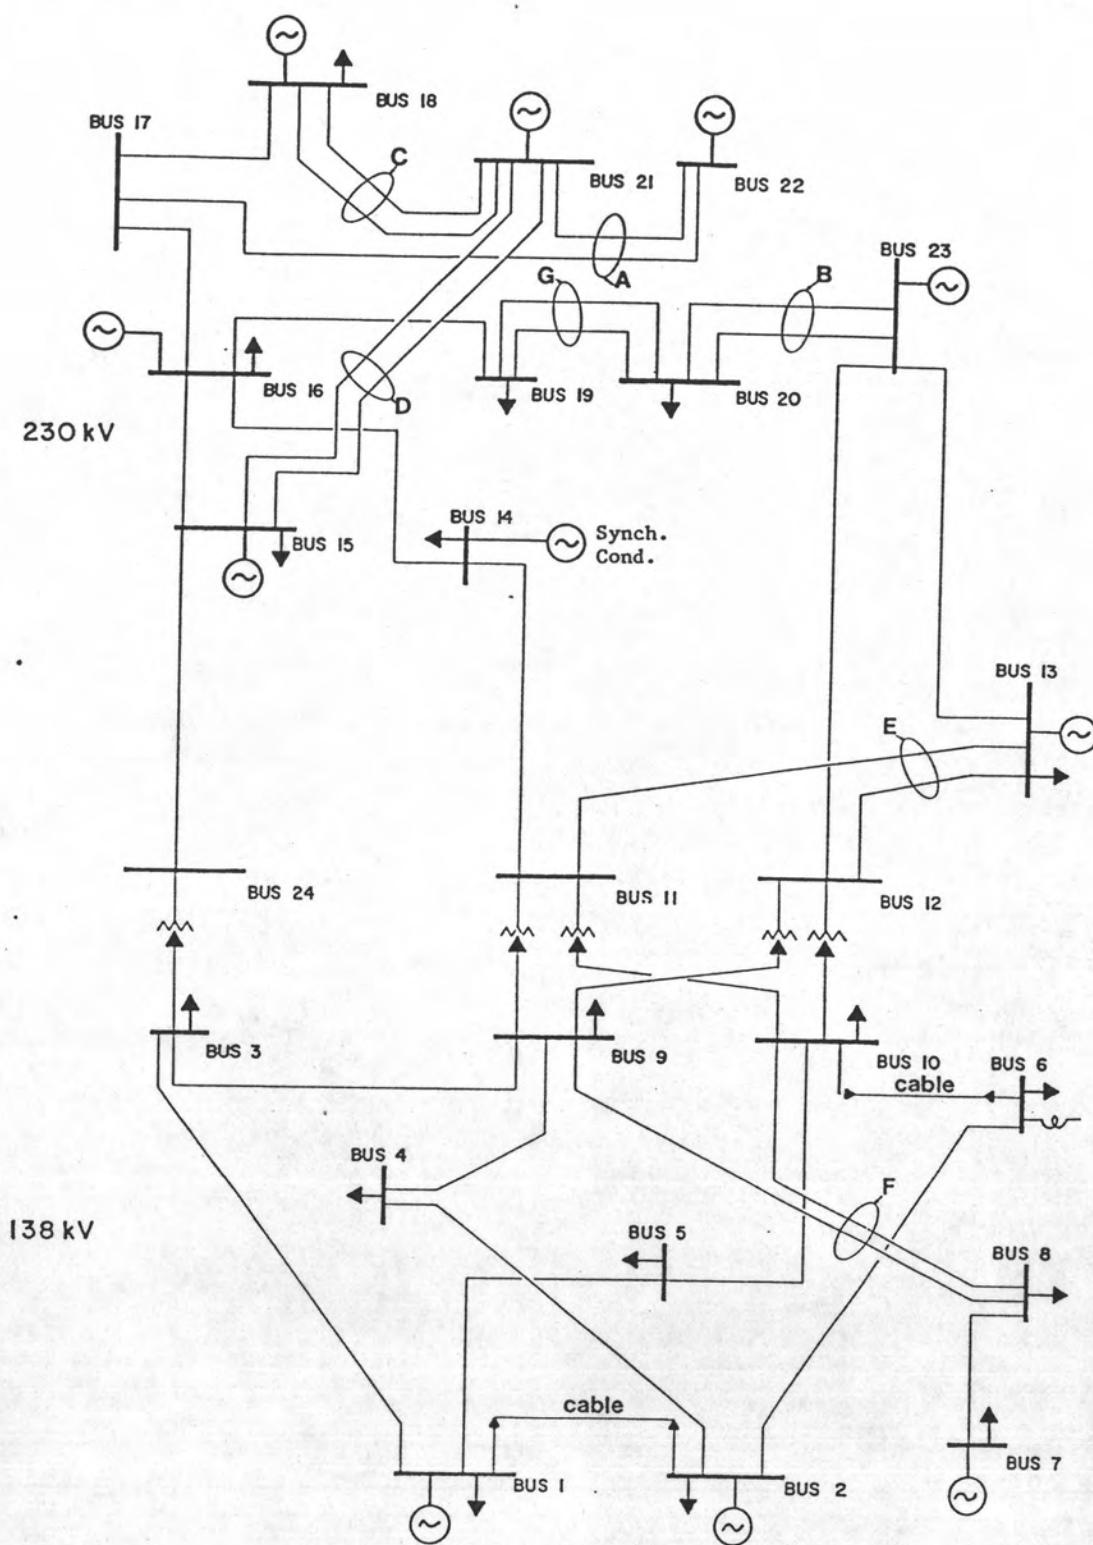 BUS 18
BUS 17
C
BUS 21
BUS 22
BUS 23
G
A
B
BUS 16
D
BUS 19
BUS 20
230 kV
BUS 14
Synch.
Cond.
BUS 15
BUS 13
E
BUS 24
BUS 11
BUS 12
BUS 3
BUS 9
BUS 10
BUS 6
cable
BUS 4
F
138 kV
BUS 5
BUS 8
cable
BUS 1
BUS 2
BUS 7